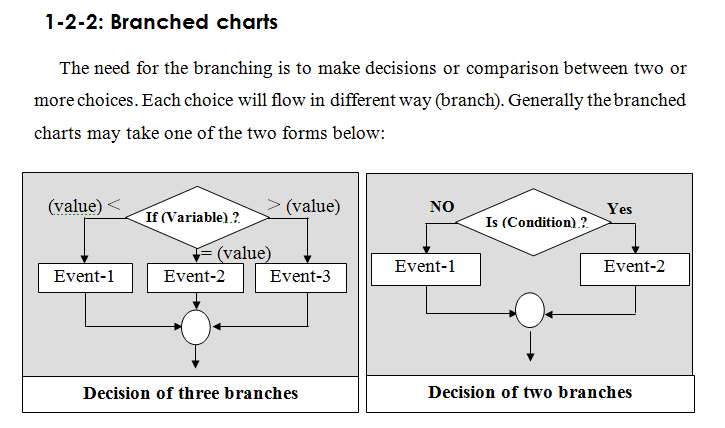 1-2-2: Branched charts
The need for the branching is to make decisions or comparison between two or
more choices. Each choice will flow in different way (branch). Generally the branched
charts may take one of the two forms below:
(value) <
If (Variable).?
> (value)
= (value)
Event-1
Event-2
Event-3
Decision of three branches
NO
Is (Condition).?
Yes
Event-1
Event-2
Decision of two branches